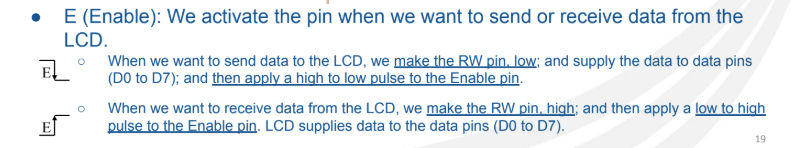 ● E (Enable): We activate the pin when we want to send or receive data from the
LCD.
E
○ When we want to send data to the LCD, we make the RW pin, low; and supply the data to data pins
(D0 to D7); and then apply a high to low pulse to the Enable pin.
E
○ When we want to receive data from the LCD, we make the RW pin, high; and then apply a low to high
pulse to the Enable pin. LCD supplies data to the data pins (D0 to D7).
19